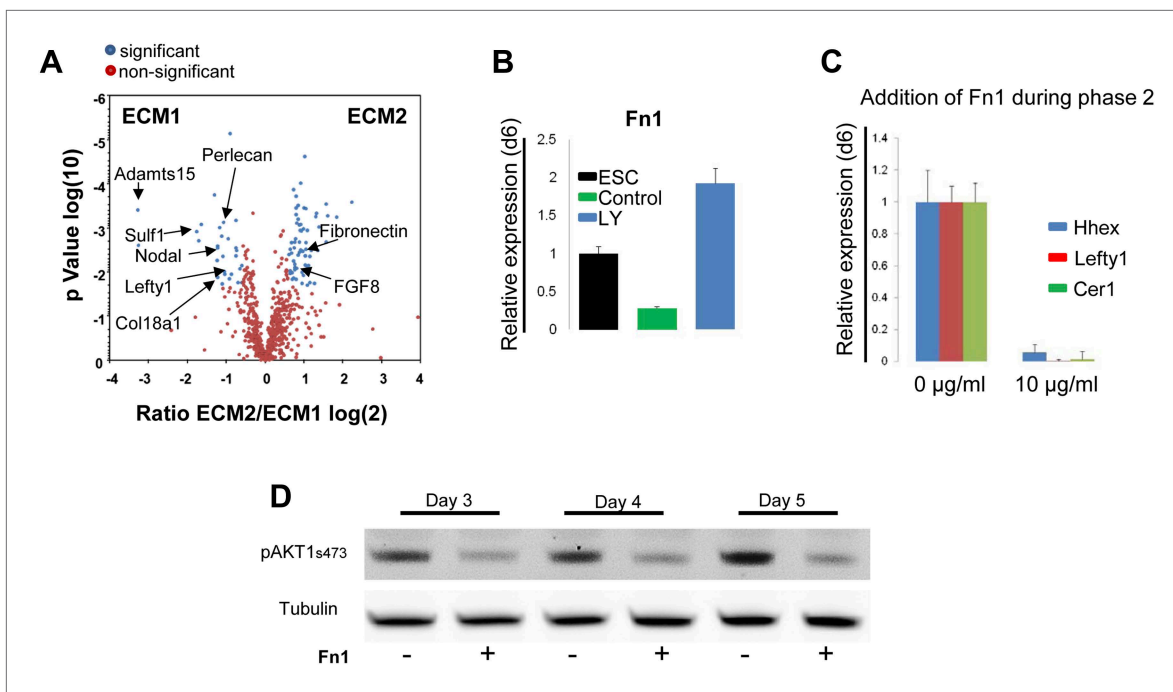 A
significant
non-significant
ECM1
ECM2
Perlecan
Adamts15
Sulf1
Nodal
Lefty1
Col18a1
Fibronectin
FGF8
p Value log(10)
-6
-5
-4
-3
-2
-1
0
-4
-3
-2
-1
0
1
2
3
4
Ratio ECM2/ECM1 log(2)
B
Fn1
Relative expression (d6)
2.5
2
1.5
1
0.5
0
ESC
Control
LY
C
Addition of Fn1 during phase 2
Relative expression (d6)
1.4
1.2
1
0.8
0.6
0.4
0.2
0
0 µg/ml
10 µg/ml
Hhex
Lefty1
Cer1
D
Day 3
Day 4
Day 5
pAKT1s473
Tubulin
Fn1 - + - + - +